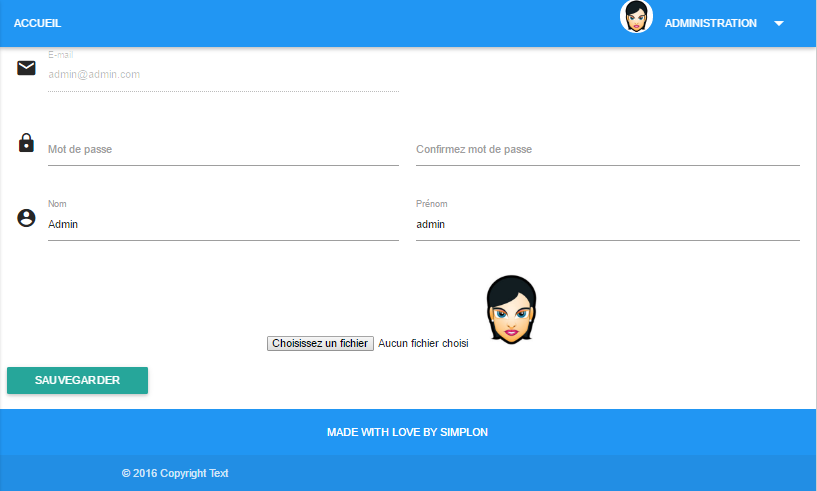 ACCUEIL
ADMINISTRATION
E-mail
admin@admin.com
Mot de passe
Confirmez mot de passe
Nom
Prénom
Admin
admin
Choisissez un fichier Aucun fichier choisi
SAUVEGARDER
MADE WITH LOVE BY SIMPLON
© 2016 Copyright Text